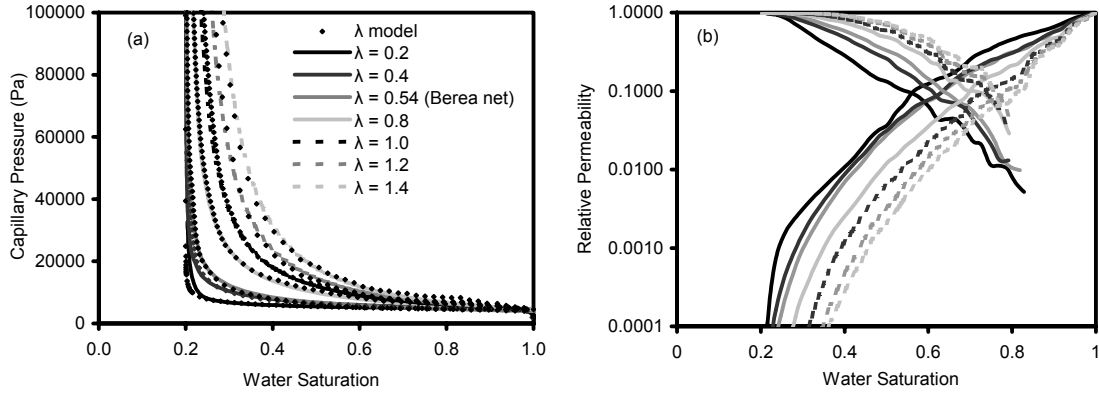 (a)
100000
80000
60000
40000
20000
0
Capillary Pressure (Pa)
0.0 0.2 0.4 0.6 0.8 1.0
Water Saturation
λ model
λ = 0.2
λ = 0.4
λ = 0.54 (Berea net)
λ = 0.8
λ = 1.0
λ = 1.2
λ = 1.4
(b)
1.0000
0.1000
0.0100
0.0010
0.0001
Relative Permeability
0 0.2 0.4 0.6 0.8 1
Water Saturation